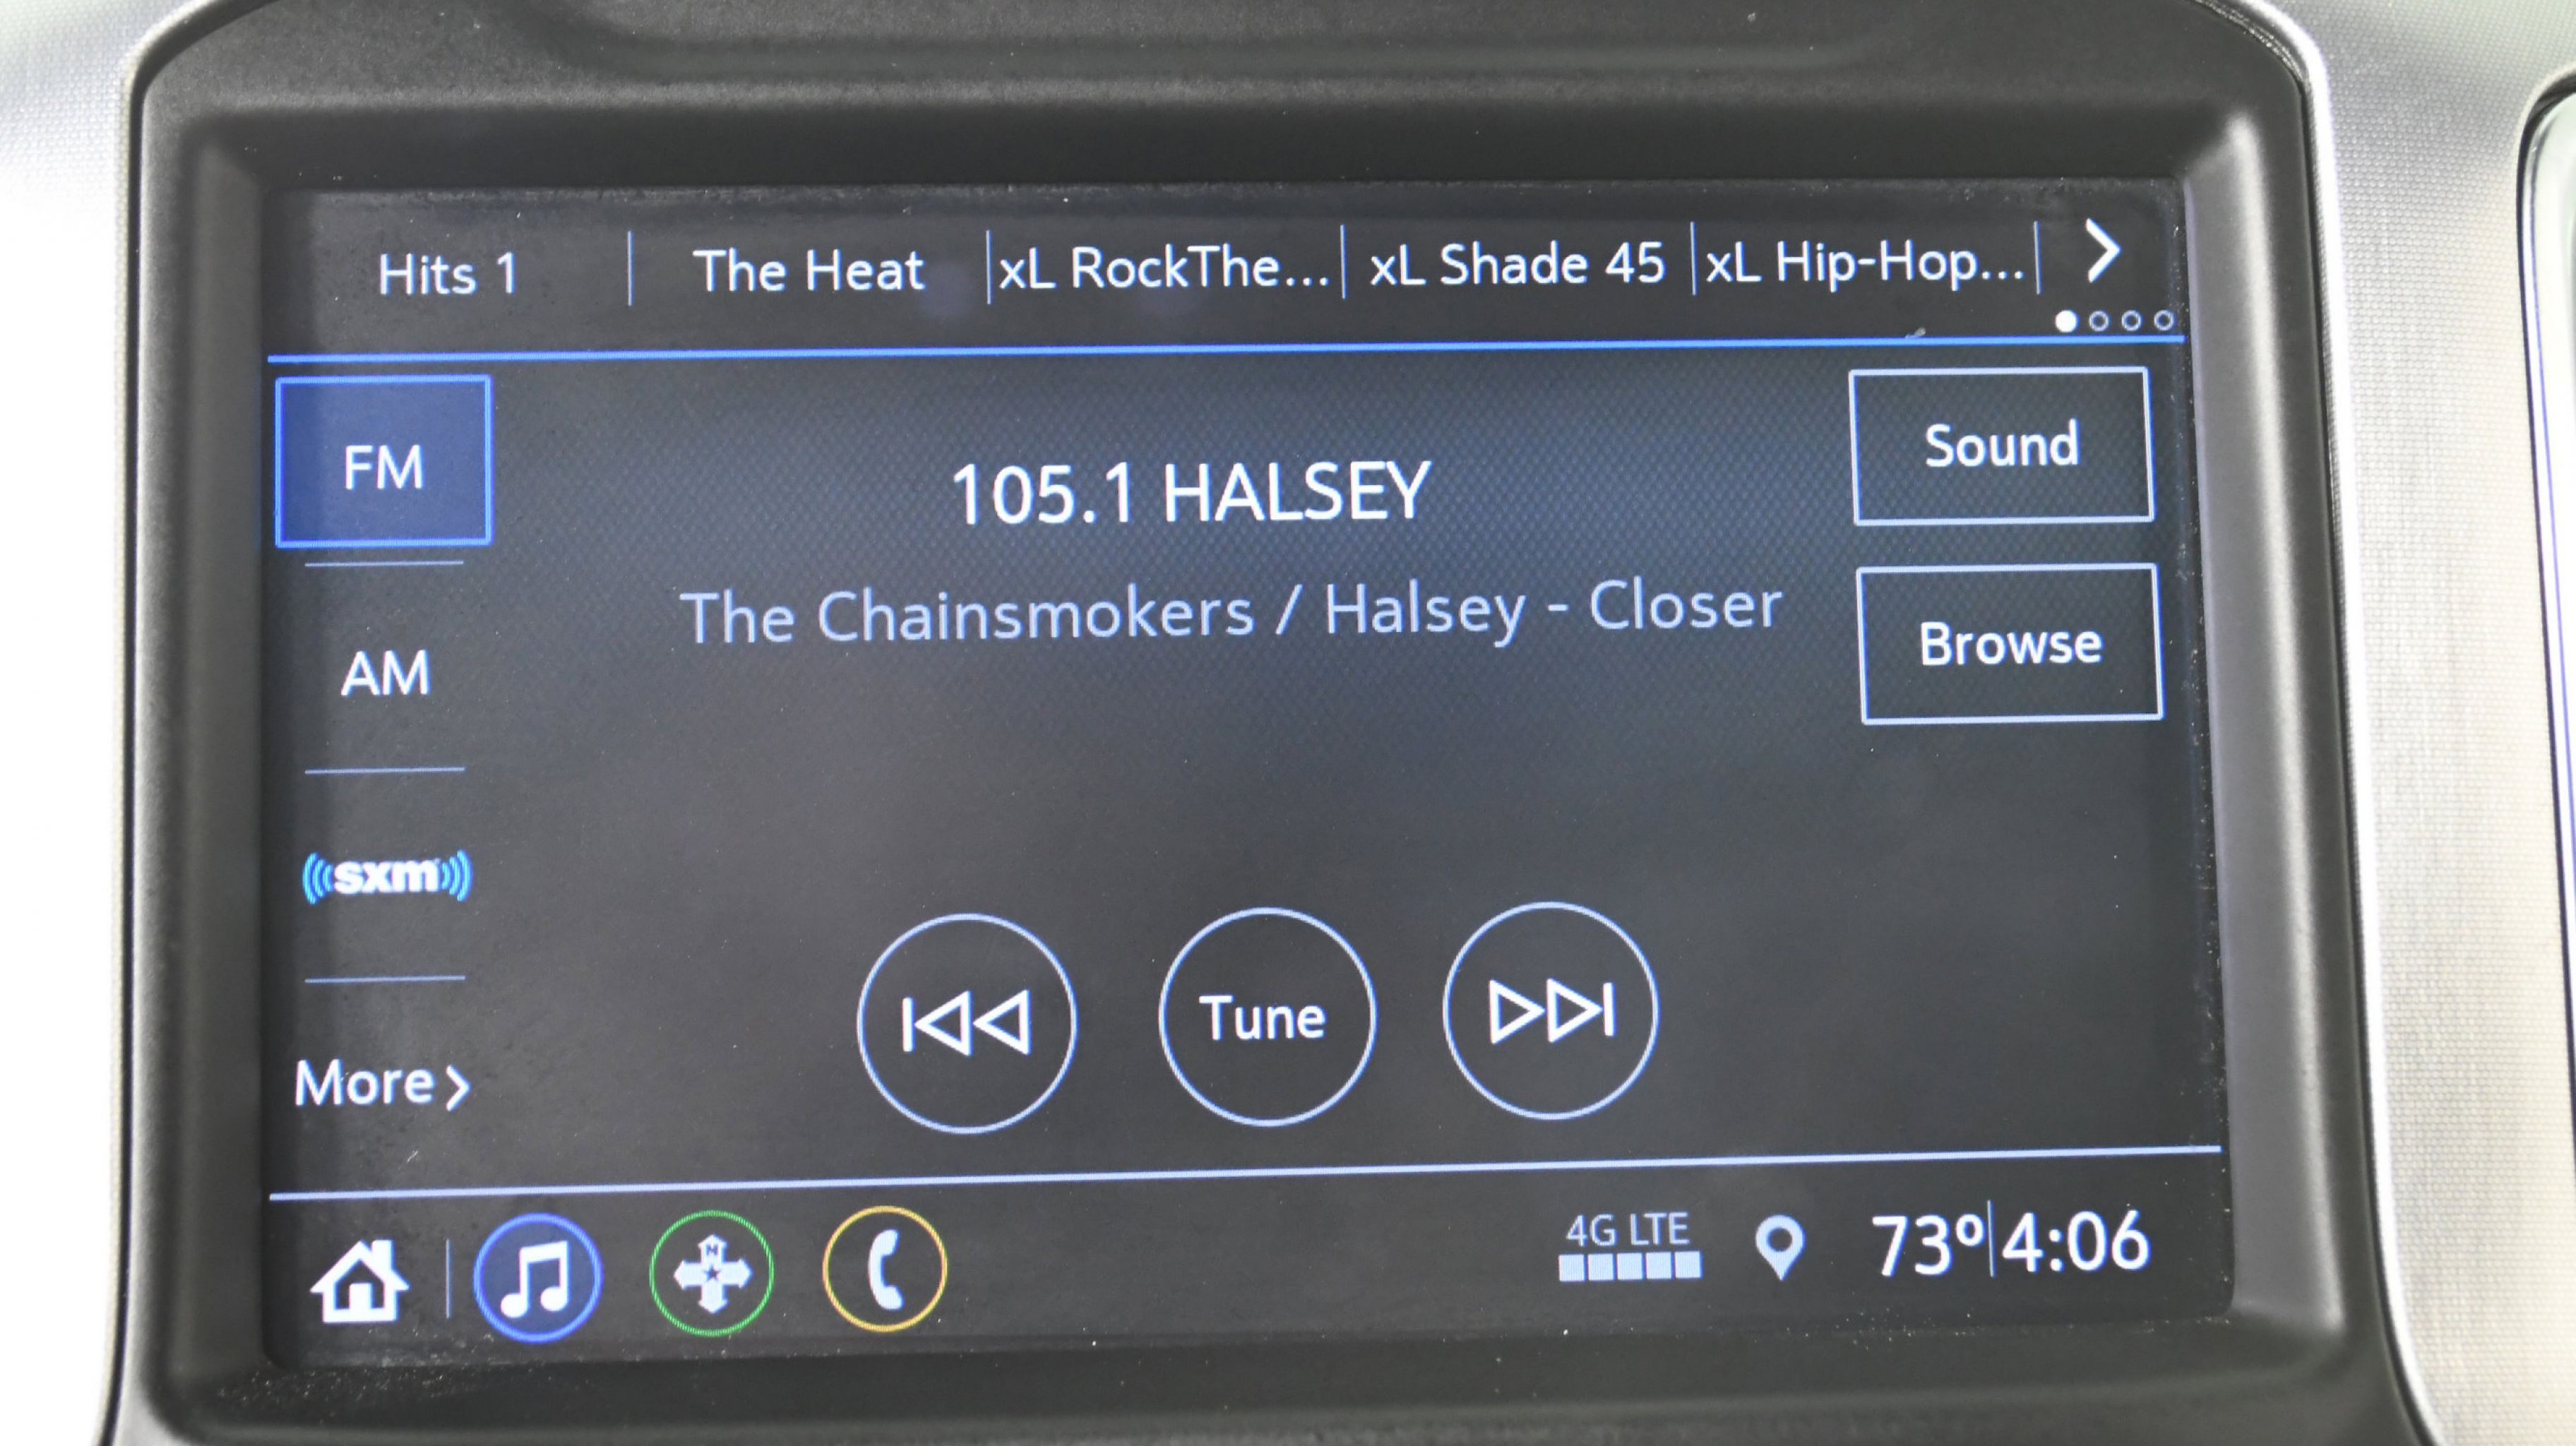 Hits 1
The Heat
xL RockThe...
xL Shade 45
xL Hip-Hop...
FM
105.1 HALSEY
Sound
The Chainsmokers / Halsey - Closer
AM
Browse
sxm
Tune
More
N
4G LTE
73° 4:06